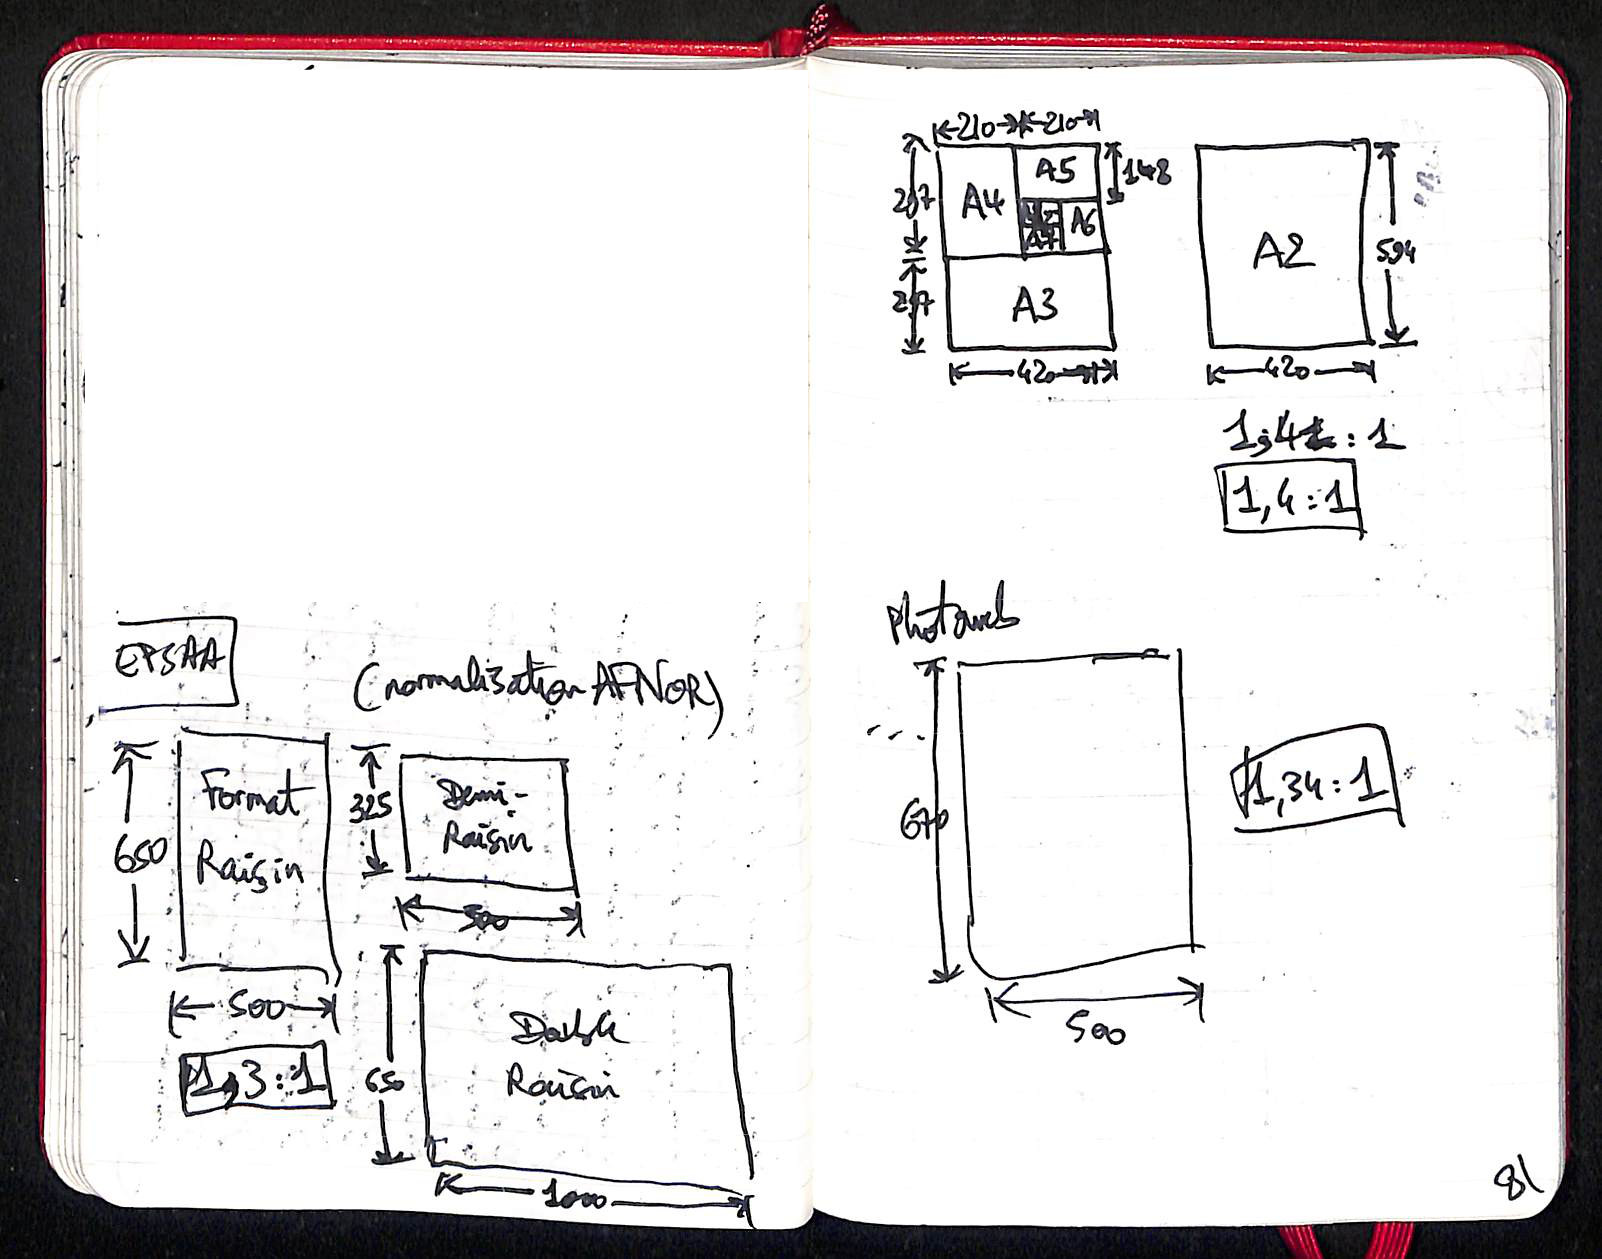 EPSAA
(normalisation AFNOR)
Format
Raisin
650
500
1,3:1
325
Demi-
Raisin
500
650
Double
Raisin
1000
210
210
297
297
A4
A5
148
A6
A7
A3
420
A2
594
420
: 1
1,4:1
Photoweb
670
500
1,34:1
81